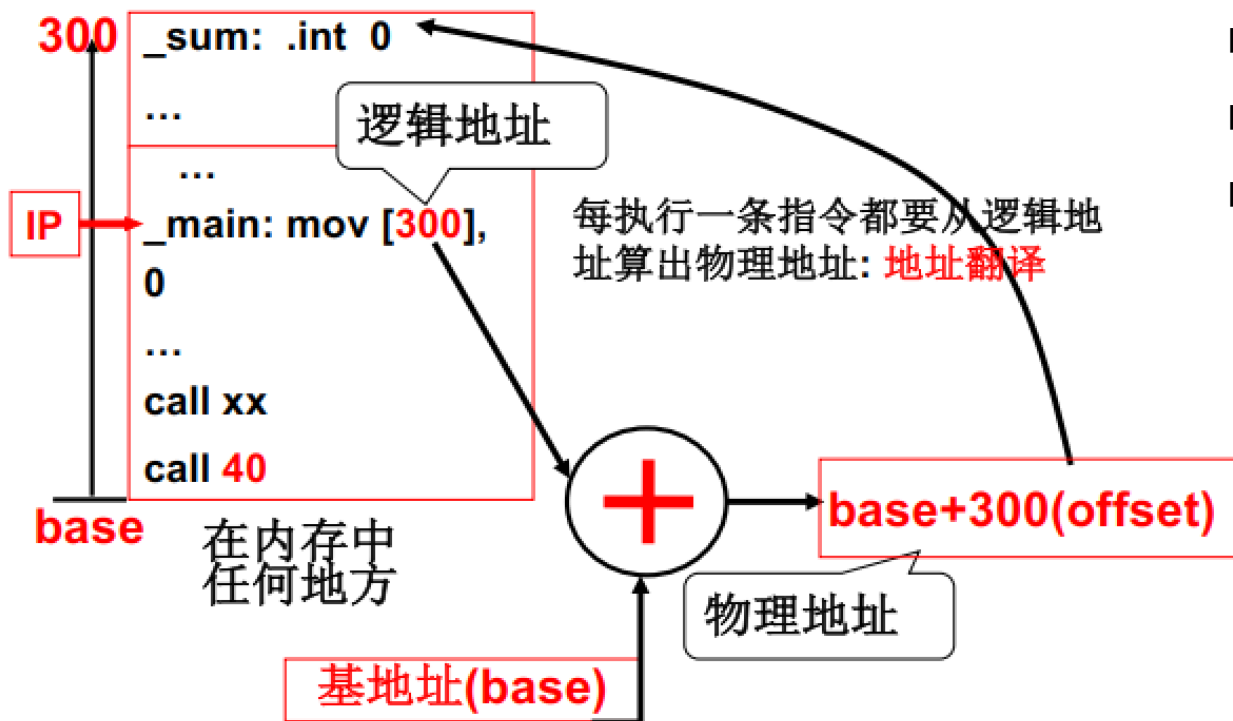 300
_sum: .int 0
...
逻辑地址
...
IP
_main: mov [300],
0
...
call xx
call 40
base
在内存中
任何地方
每执行一条指令都要从逻辑地
址算出物理地址: 地址翻译
+
base+300(offset)
物理地址
基地址(base)